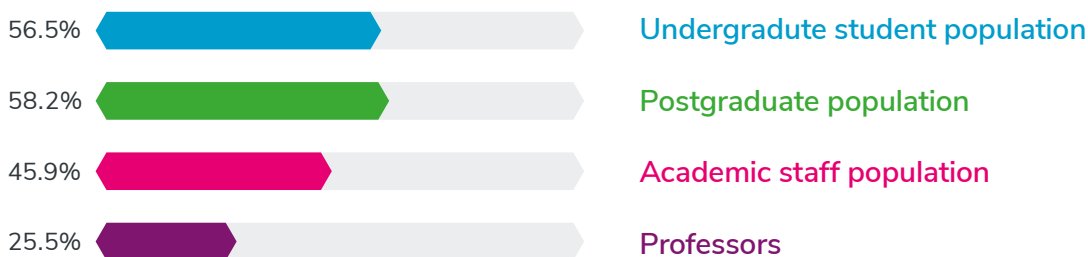 56.5% Undergradute student population
58.2% Postgraduate population
45.9% Academic staff population
25.5% Professors